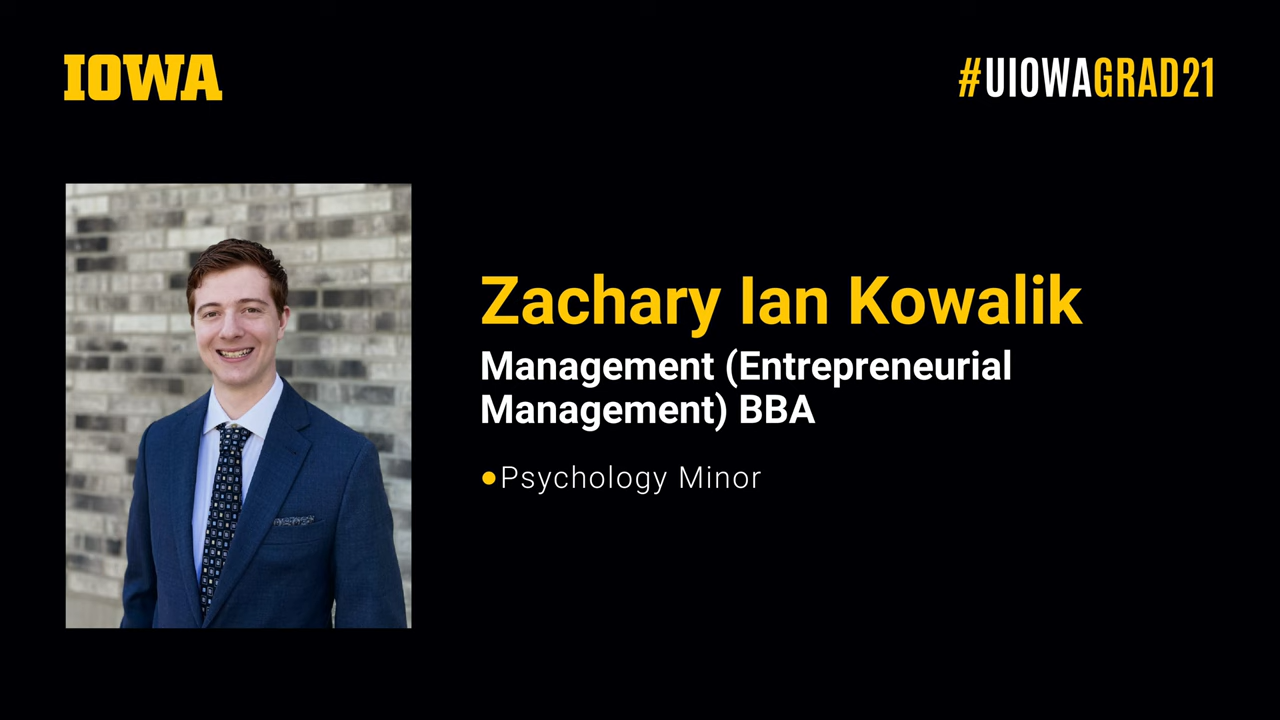 IOWA
#UIOWAGRAD21
Zachary Ian Kowalik
Management (Entrepreneurial
Management) BBA
●Psychology Minor